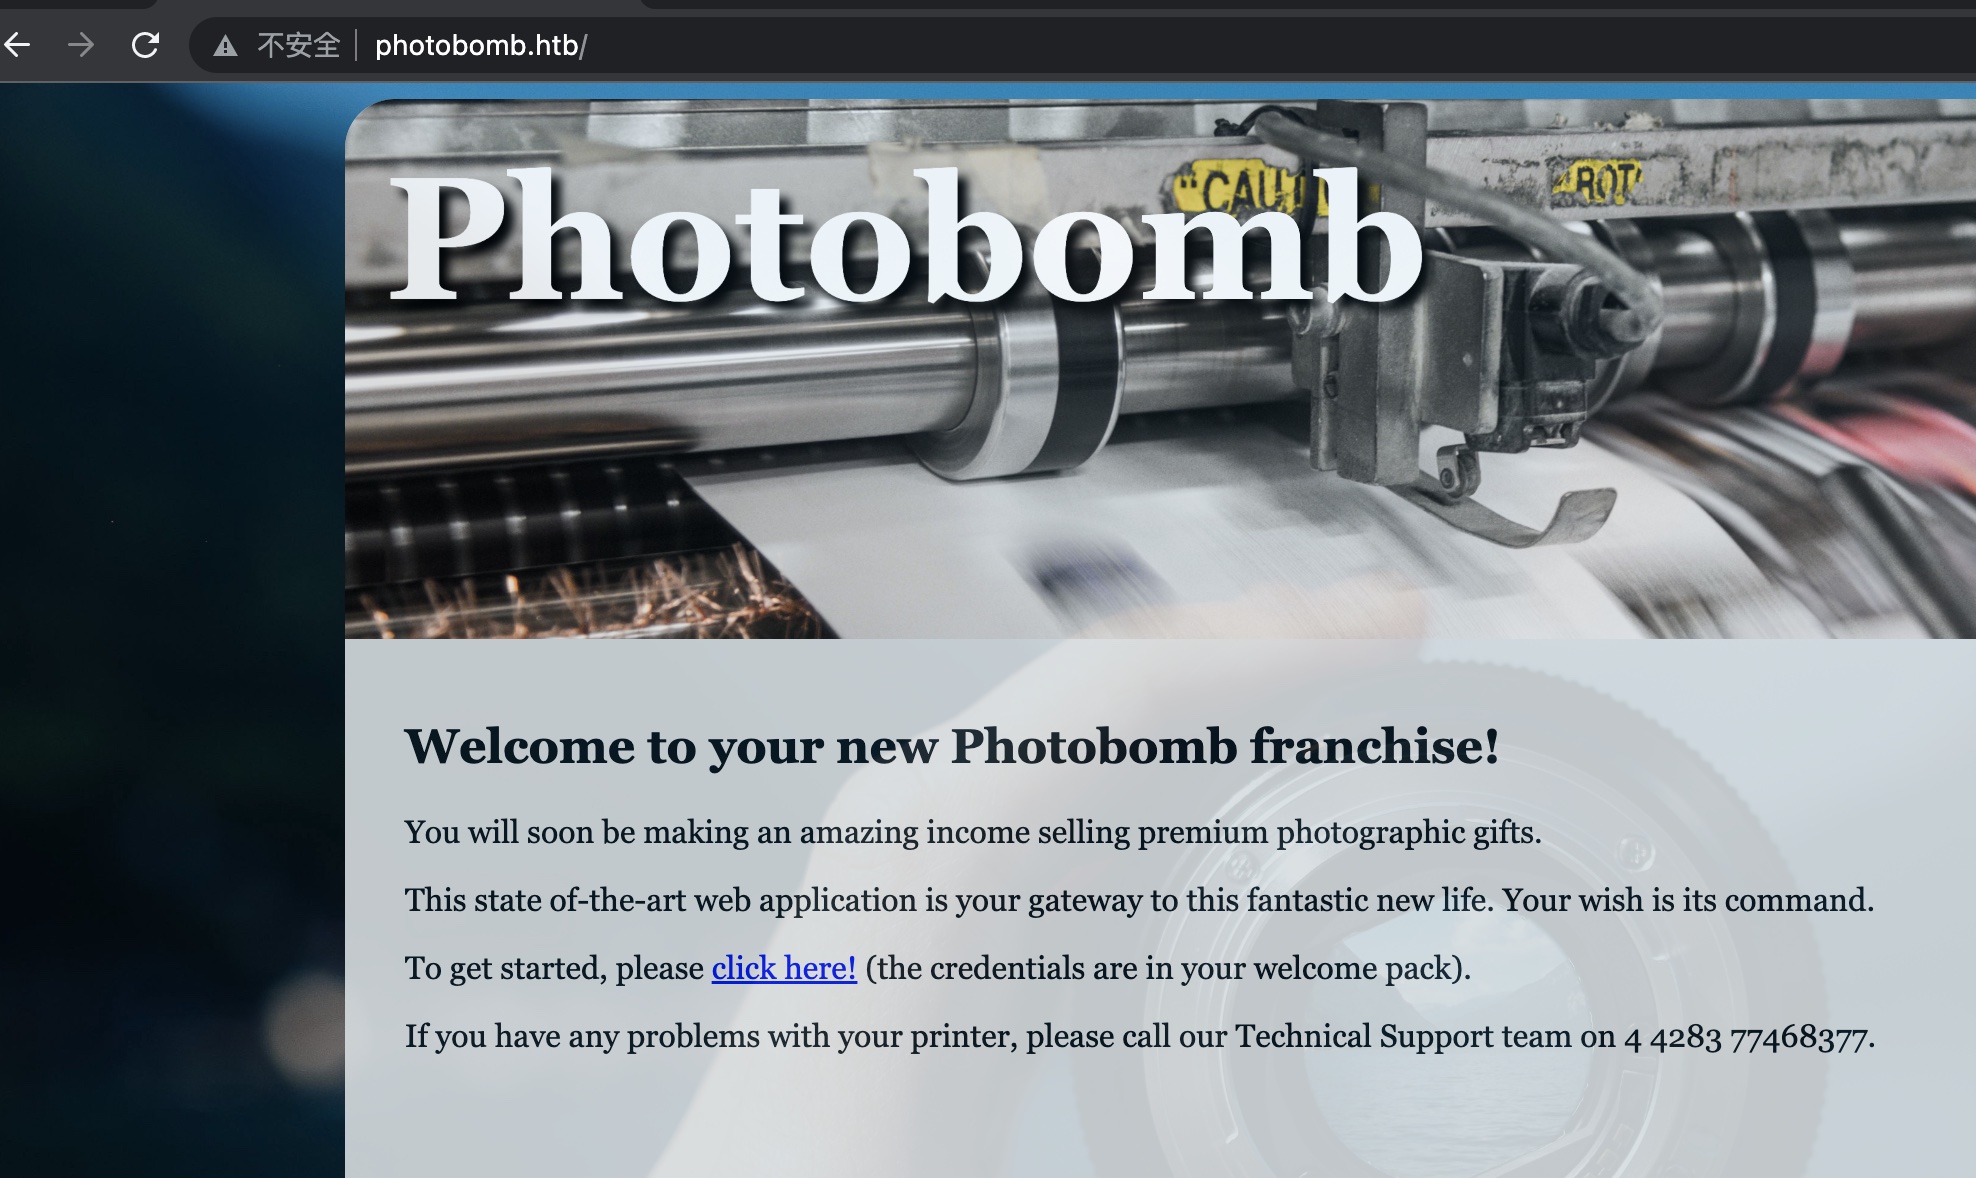 不安全 photobomb.htb/
"CAU
ROT
Photobomb
Welcome to your new Photobomb franchise!
You will soon be making an amazing income selling premium photographic gifts.
This state of-the-art web application is your gateway to this fantastic new life. Your wish is its command.
To get started, please click here! (the credentials are in your welcome pack).
If you have any problems with your printer, please call our Technical Support team on 4 4283 77468377.